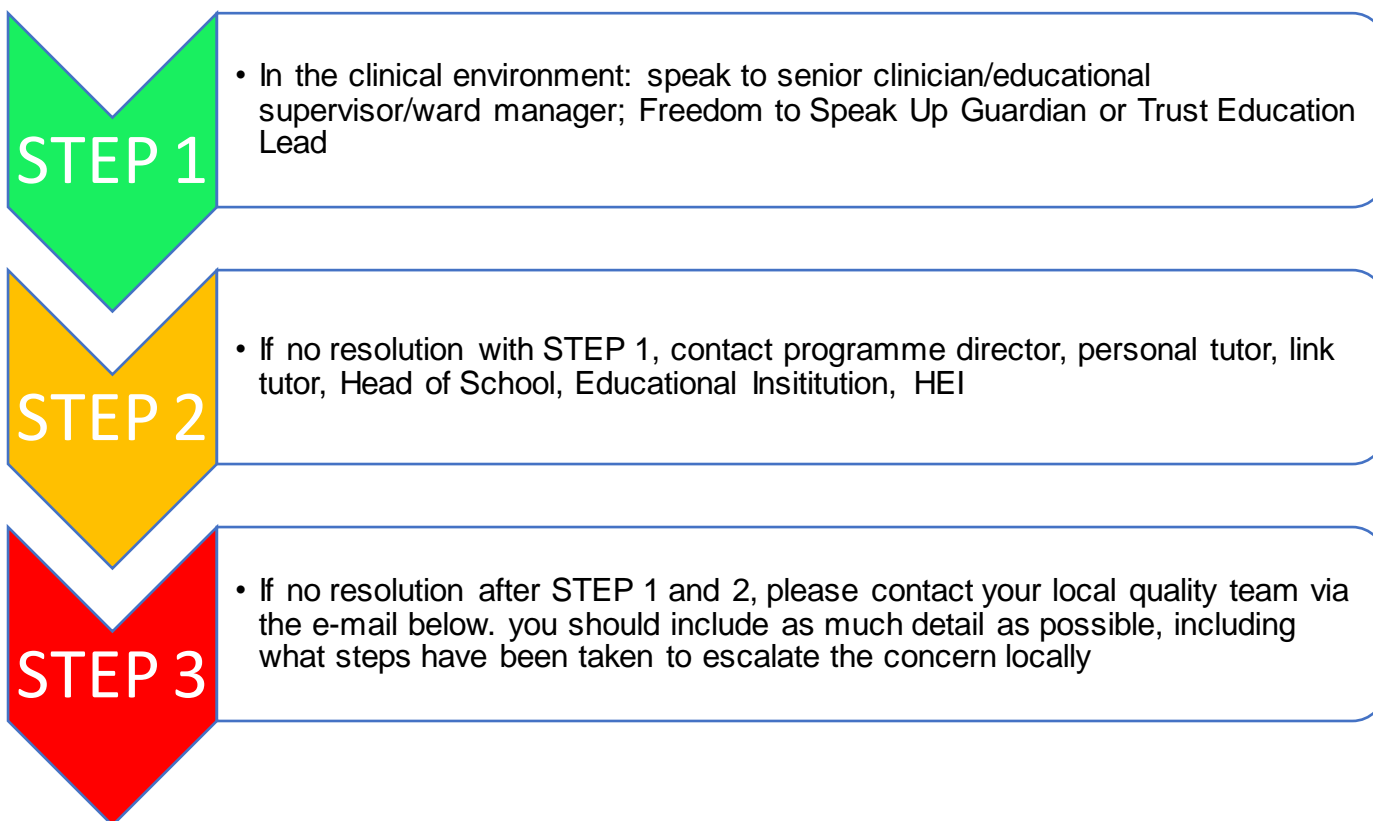 STEP 1
• In the clinical environment: speak to senior clinician/educational
supervisor/ward manager; Freedom to Speak Up Guardian or Trust Education
Lead
STEP 2
• If no resolution with STEP 1, contact programme director, personal tutor, link
tutor, Head of School, Educational Insititution, HEI
STEP 3
• If no resolution after STEP 1 and 2, please contact your local quality team via
the e-mail below. you should include as much detail as possible, including
what steps have been taken to escalate the concern locally